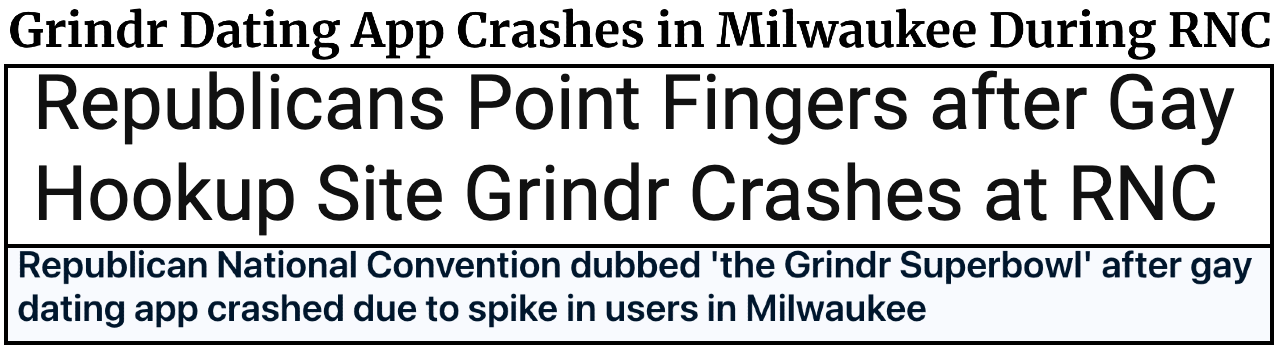 Grindr Dating App Crashes in Milwaukee During RNC
Republicans Point Fingers after Gay
Hookup Site Grindr Crashes at RNC
Republican National Convention dubbed 'the Grindr Superbowl' after gay
dating app crashed due to spike in users in Milwaukee